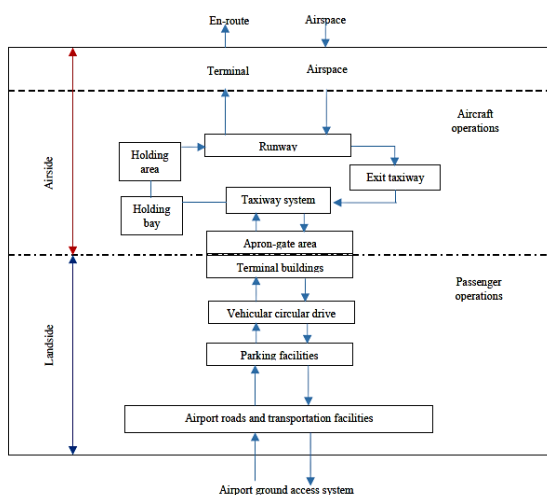 En-route
Airspace
Terminal
Airspace
Aircraft
operations
Airside
Holding
area
Runway
Exit taxiway
Holding
bay
Taxiway system
Apron-gate area
Terminal buildings
Passenger
operations
Landside
Vehicular circular drive
Parking facilities
Airport roads and transportation facilities
Airport ground access system